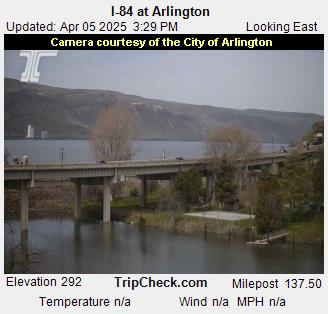 I-84 at Arlington
Updated: Apr 05 2025 3:29 PM Looking East
Camera courtesy of the City of Arlington
Elevation 292 TripCheck.com Milepost 137.50
Temperature n/a Wind n/a MPH n/a